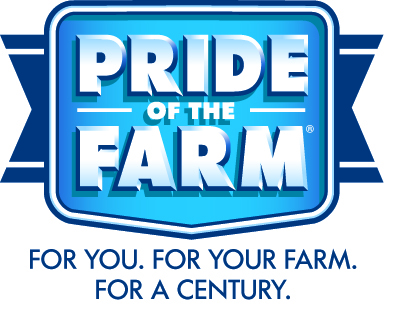 PRIDE
OF THE
FARM®
FOR YOU. FOR YOUR FARM.
FOR A CENTURY.